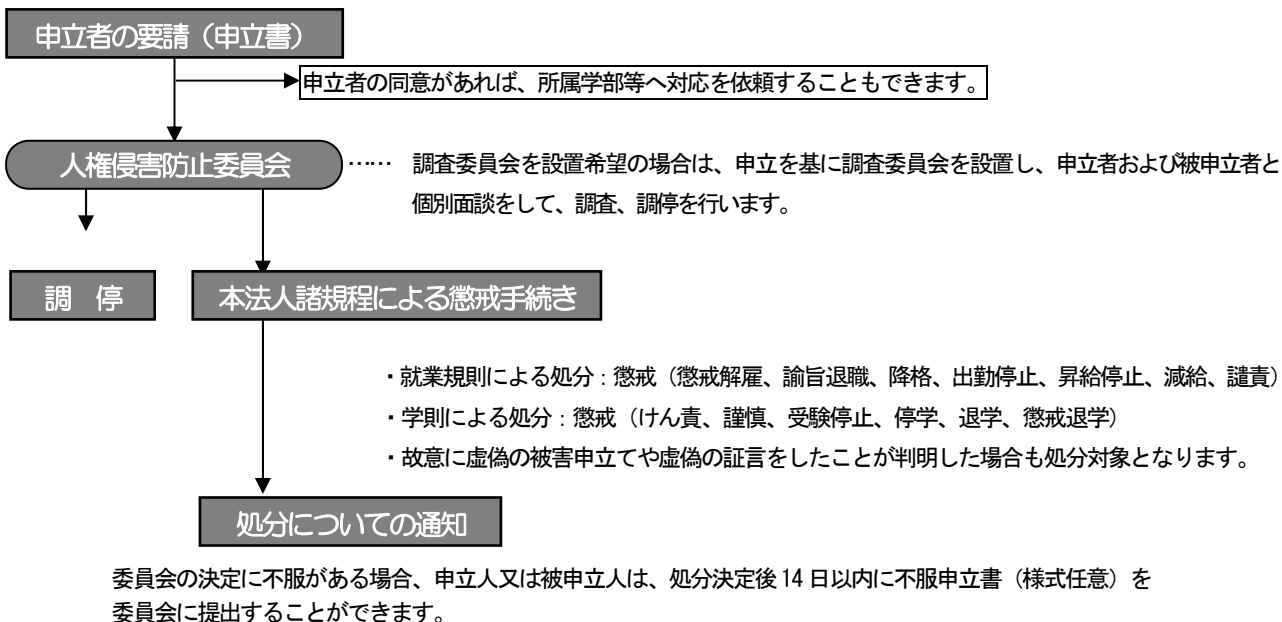 申立者の要請（申立書）
申立者の同意があれば、所属学部等へ対応を依頼することもできます。
人権侵害防止委員会
…… 調査委員会を設置希望の場合は、申立を基に調査委員会を設置し、申立者および被申立者と
個別面談をして、調査、調停を行います。
調　停
本法人諸規程による懲戒手続き
・就業規則による処分：懲戒（懲戒解雇、諭旨退職、降格、出勤停止、昇給停止、減給、譴責）
・学則による処分：懲戒（けん責、謹慎、受験停止、停学、退学、懲戒退学）
・故意に虚偽の被害申立てや虚偽の証言をしたことが判明した場合も処分対象となります。
処分についての通知
委員会の決定に不服がある場合、申立人又は被申立人は、処分決定後 14 日以内に不服申立書（様式任意）を
委員会に提出することができます。